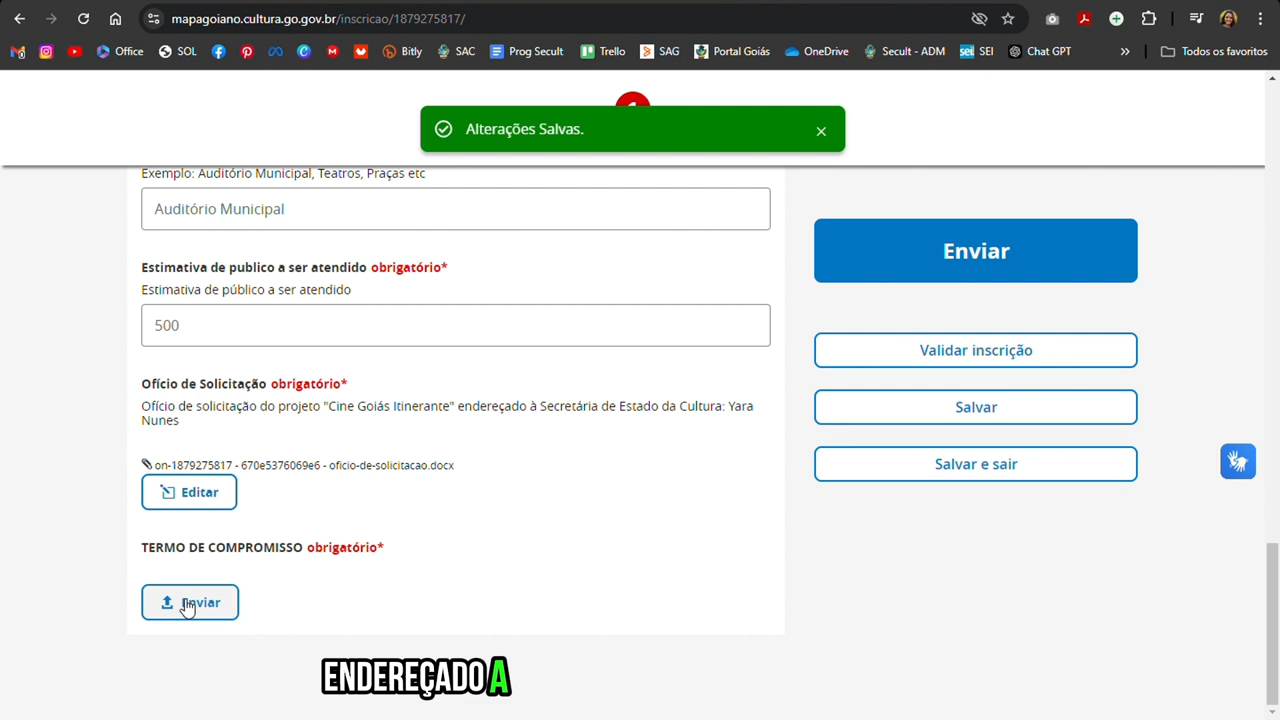 mapagoiano.cultura.go.gov.br/inscricao/1879275817/
Office SOL Bitly SAC Prog Secult Trello SAG Portal Goiás OneDrive Secult - ADM SEI Chat GPT » Todos os favoritos
Alterações Salvas. ×
Exemplo: Auditório Municipal, Teatros, Praças etc
Auditório Municipal
Estimativa de publico a ser atendido obrigatório*
Estimativa de público a ser atendido
500
Ofício de Solicitação obrigatório*
Ofício de solicitação do projeto "Cine Goiás Itinerante" endereçado à Secretária de Estado da Cultura: Yara
Nunes
on-1879275817 - 670e5376069e6 - oficio-de-solicitacao.docx
Editar
TERMO DE COMPROMISSO obrigatório*
Enviar
Enviar
Validar inscrição
Salvar
Salvar e sair
ENDEREÇADO A